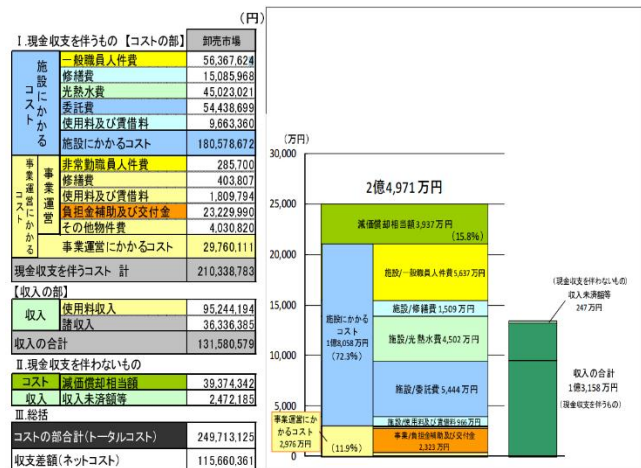 (円)
Ⅰ.現金収支を伴うもの 【コストの部】 卸売市場
施設にかかるコスト
一般職員人件費 56,367,624
修繕費 15,085,968
光熱水費 45,023,021
委託費 54,438,699
使用料及び賃借料 9,663,360
施設にかかるコスト 180,578,672
事業運営にかかるコスト
事業運営
非常勤職員人件費 285,700
修繕費 403,807
使用料及び賃借料 1,809,794
負担金補助及び交付金 23,229,990
その他物件費 4,030,820
事業運営にかかるコスト 29,760,111
現金収支を伴うコスト 計 210,338,783
【収入の部】
収入
使用料収入 95,244,194
諸収入 36,336,385
収入の合計 131,580,579
Ⅱ.現金収支を伴わないもの
コスト 減価償却相当額 39,374,342
収入 収入未済額等 2,472,185
Ⅲ.総括
コストの部合計(トータルコスト) 249,713,125
収支差額(ネットコスト) 115,660,361
(万円)
30,000
25,000
20,000
15,000
10,000
5,000
0
2億4,971万円
減価償却相当額3,937万円
(15.8%)
施設にかかる
コスト
1億8,058万円
(72.3%)
施設/一般職員人件費5,637万円
施設/修繕費1,509万円
施設/光熱水費4,502万円
施設/委託費5,444万円
施設/使用料及び賃借料966万円
事業運営にか
かるコスト
2,976万円
(11.9%)
事業/負担金補助及び交付金
2,323万円
(現金収支を伴わないもの)
収入未済額等
247万円
収入の合計
1億3,158万円
(現金収支を伴うもの)